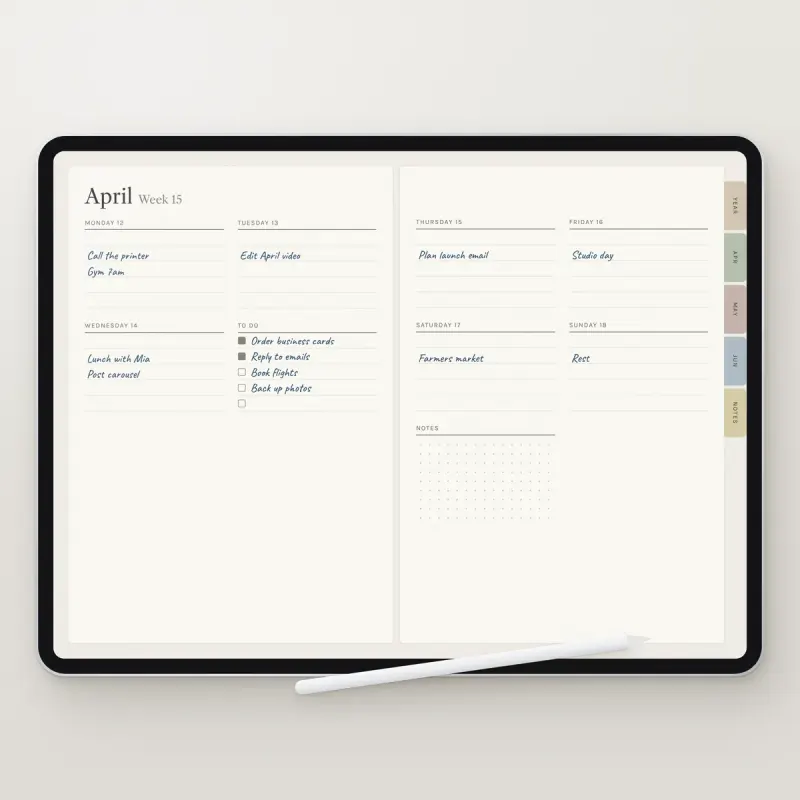 April Week 15
MONDAY 12
Call the printer
Gym 7am
TUESDAY 13
Edit April video
WEDNESDAY 14
Lunch with Mia
Post carousel
TO DO
Order business cards
Reply to emails
Book flights
Back up photos
THURSDAY 15
Plan launch email
FRIDAY 16
Studio day
SATURDAY 17
Farmers market
SUNDAY 18
Rest
NOTES
YEAR
APR
MAY
JUN
NOTES